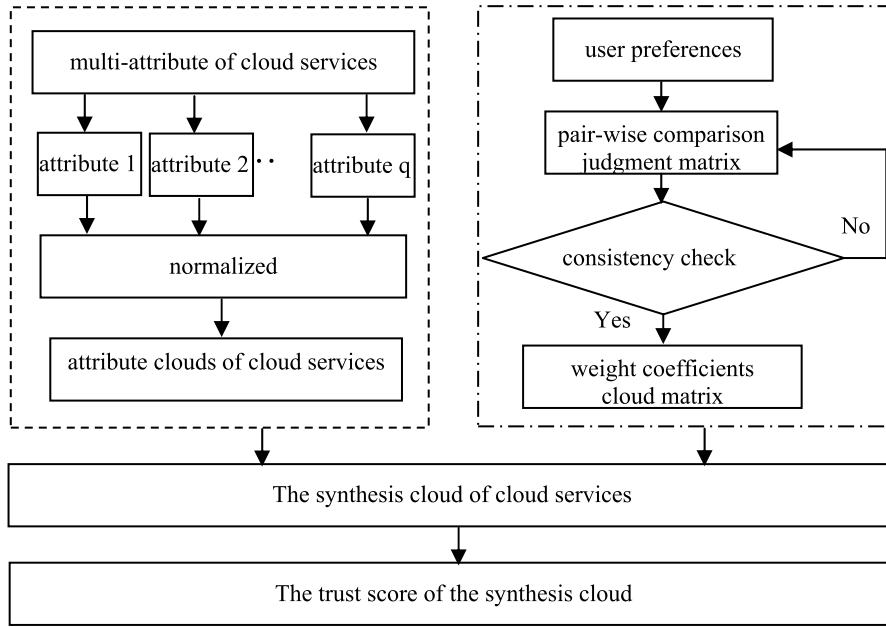 multi-attribute of cloud services
attribute 1
attribute 2
··
attribute q
normalized
attribute clouds of cloud services
user preferences
pair-wise comparison
judgment matrix
consistency check
No
Yes
weight coefficients
cloud matrix
The synthesis cloud of cloud services
The trust score of the synthesis cloud